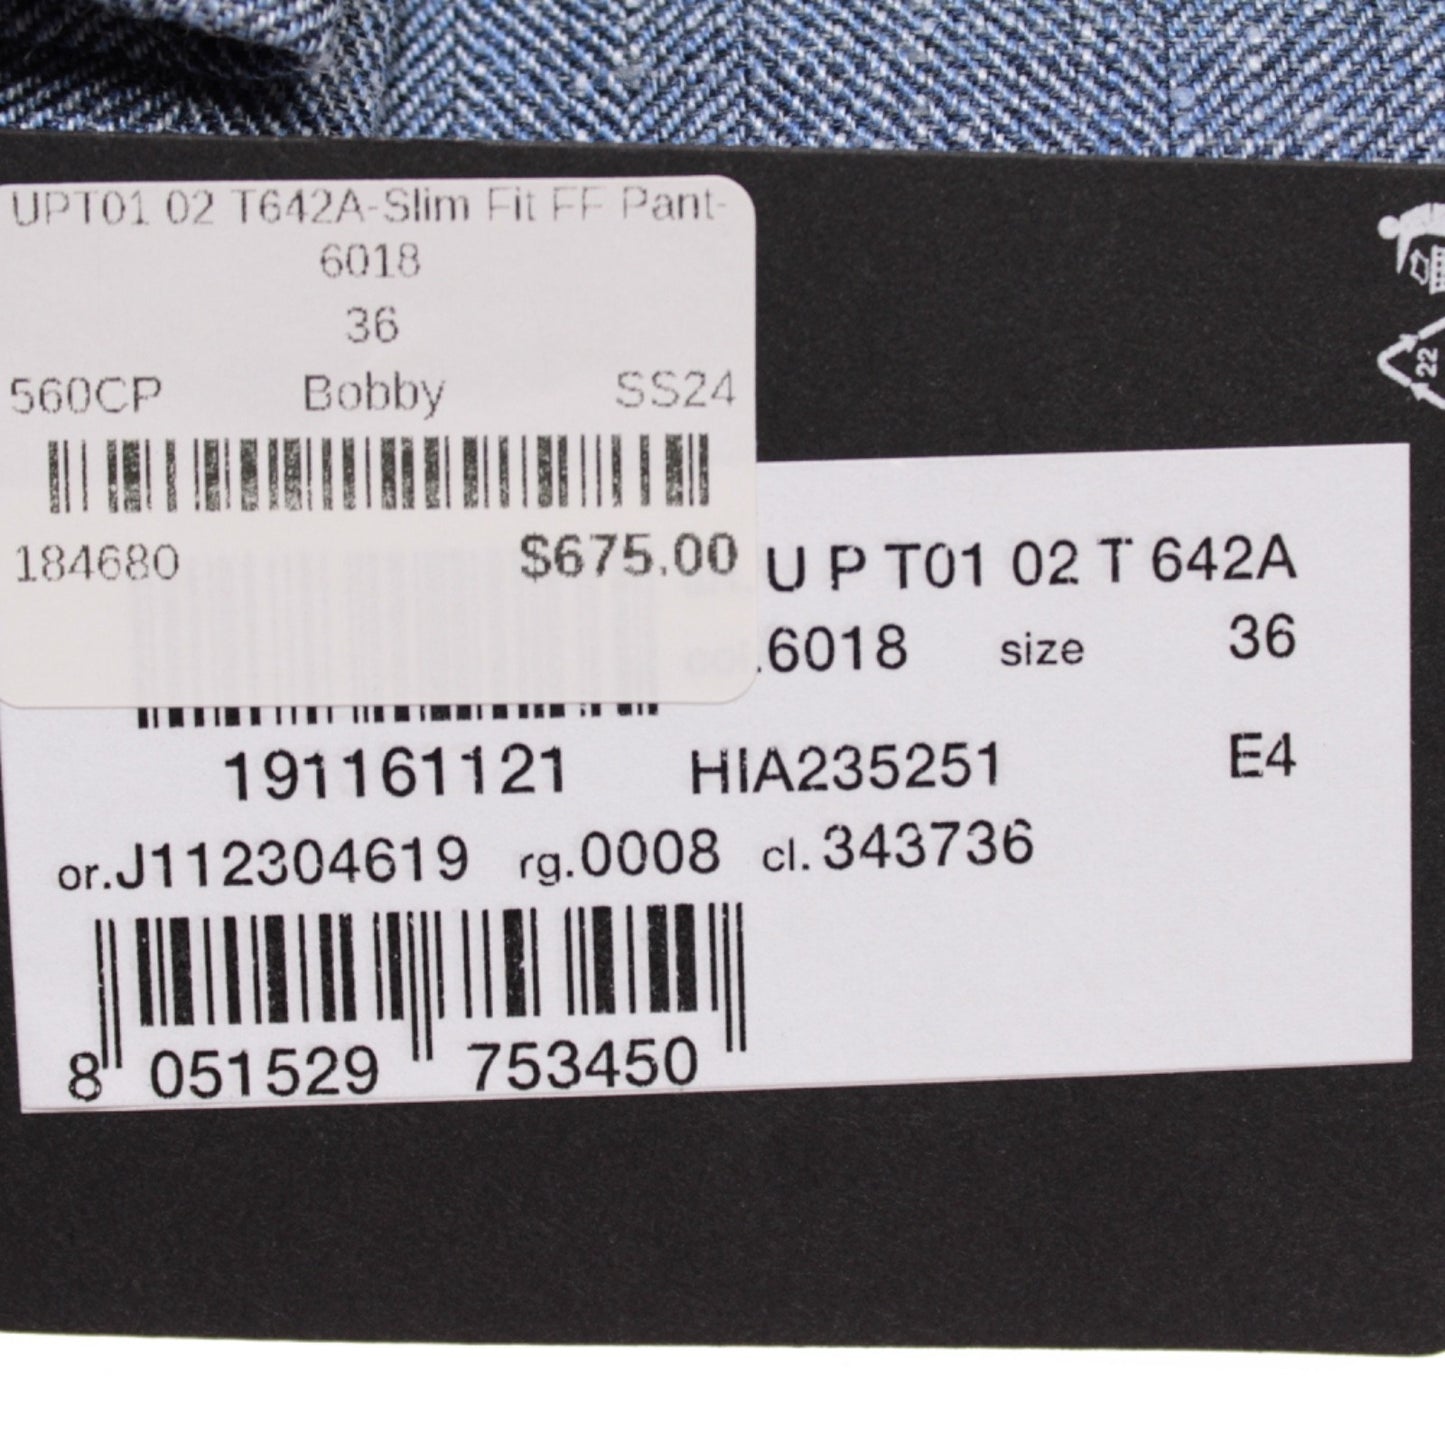 UPT01 02 T642A-Slim Fit FF Pant-
6018
36
560CP Bobby SS24
184680 $675.00
U P T01 02 T 642A
.6018 size 36
191161121 HIA235251 E4
or.J112304619 rg.0008 cl.343736
8 051529 753450
22